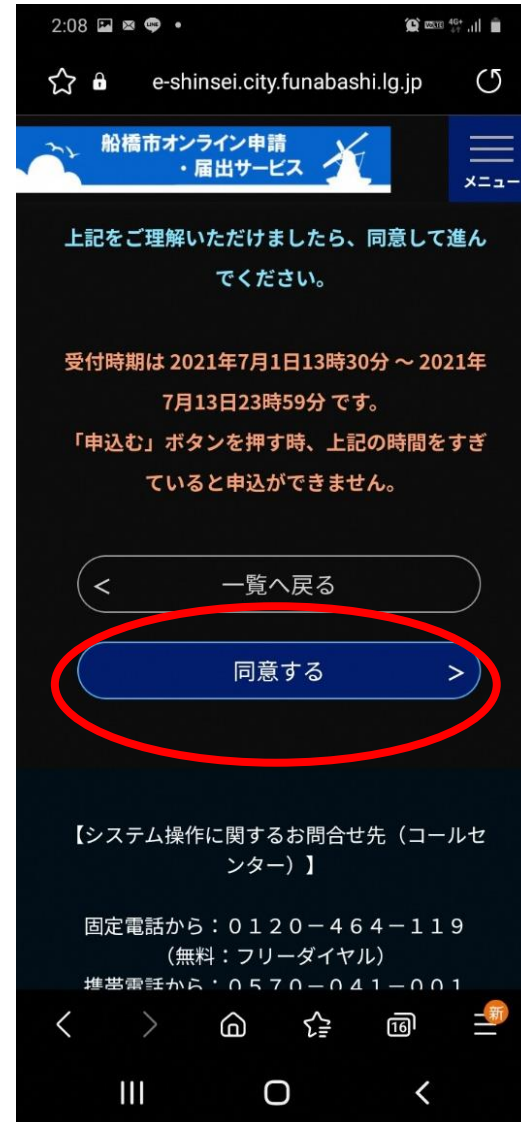 2:08
e-shinsei.city.funabashi.lg.jp
船橋市オンライン申請
・届出サービス
メニュー
上記をご理解いただけましたら、同意して進ん
でください。
受付時期は 2021年7月1日13時30分 ～ 2021年
7月13日23時59分 です。
「申込む」ボタンを押す時、上記の時間をすぎ
ていると申込ができません。
< 一覧へ戻る
同意する >
【システム操作に関するお問合せ先（コールセ
ンター）】
固定電話から：０１２０－４６４－１１９
（無料：フリーダイヤル）
携帯電話から：０５７０－０４１－００１
16
新